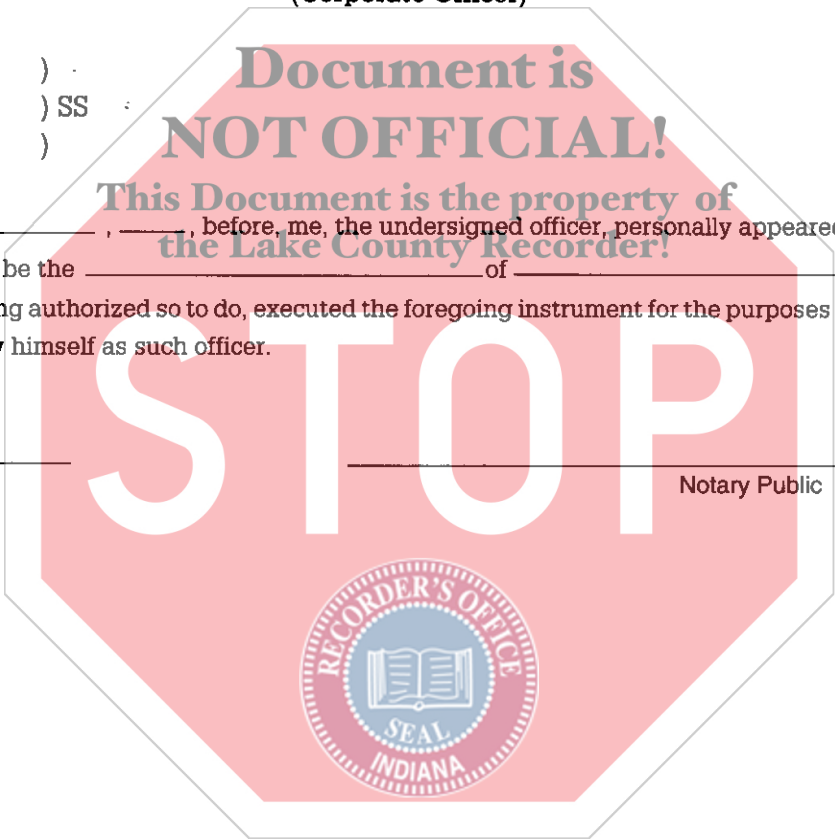 (Corporate Officer)
)
Document is
) SS
NOT OFFICIAL!
)
This Document is the property of
, , before, me, the undersigned officer, personally appeared
the Lake County Recorder!
be the of
ng authorized so to do, executed the foregoing instrument for the purposes
himself as such officer.
STOP
Notary Public
RECORDER'S OFFICE
SEAL
INDIANA